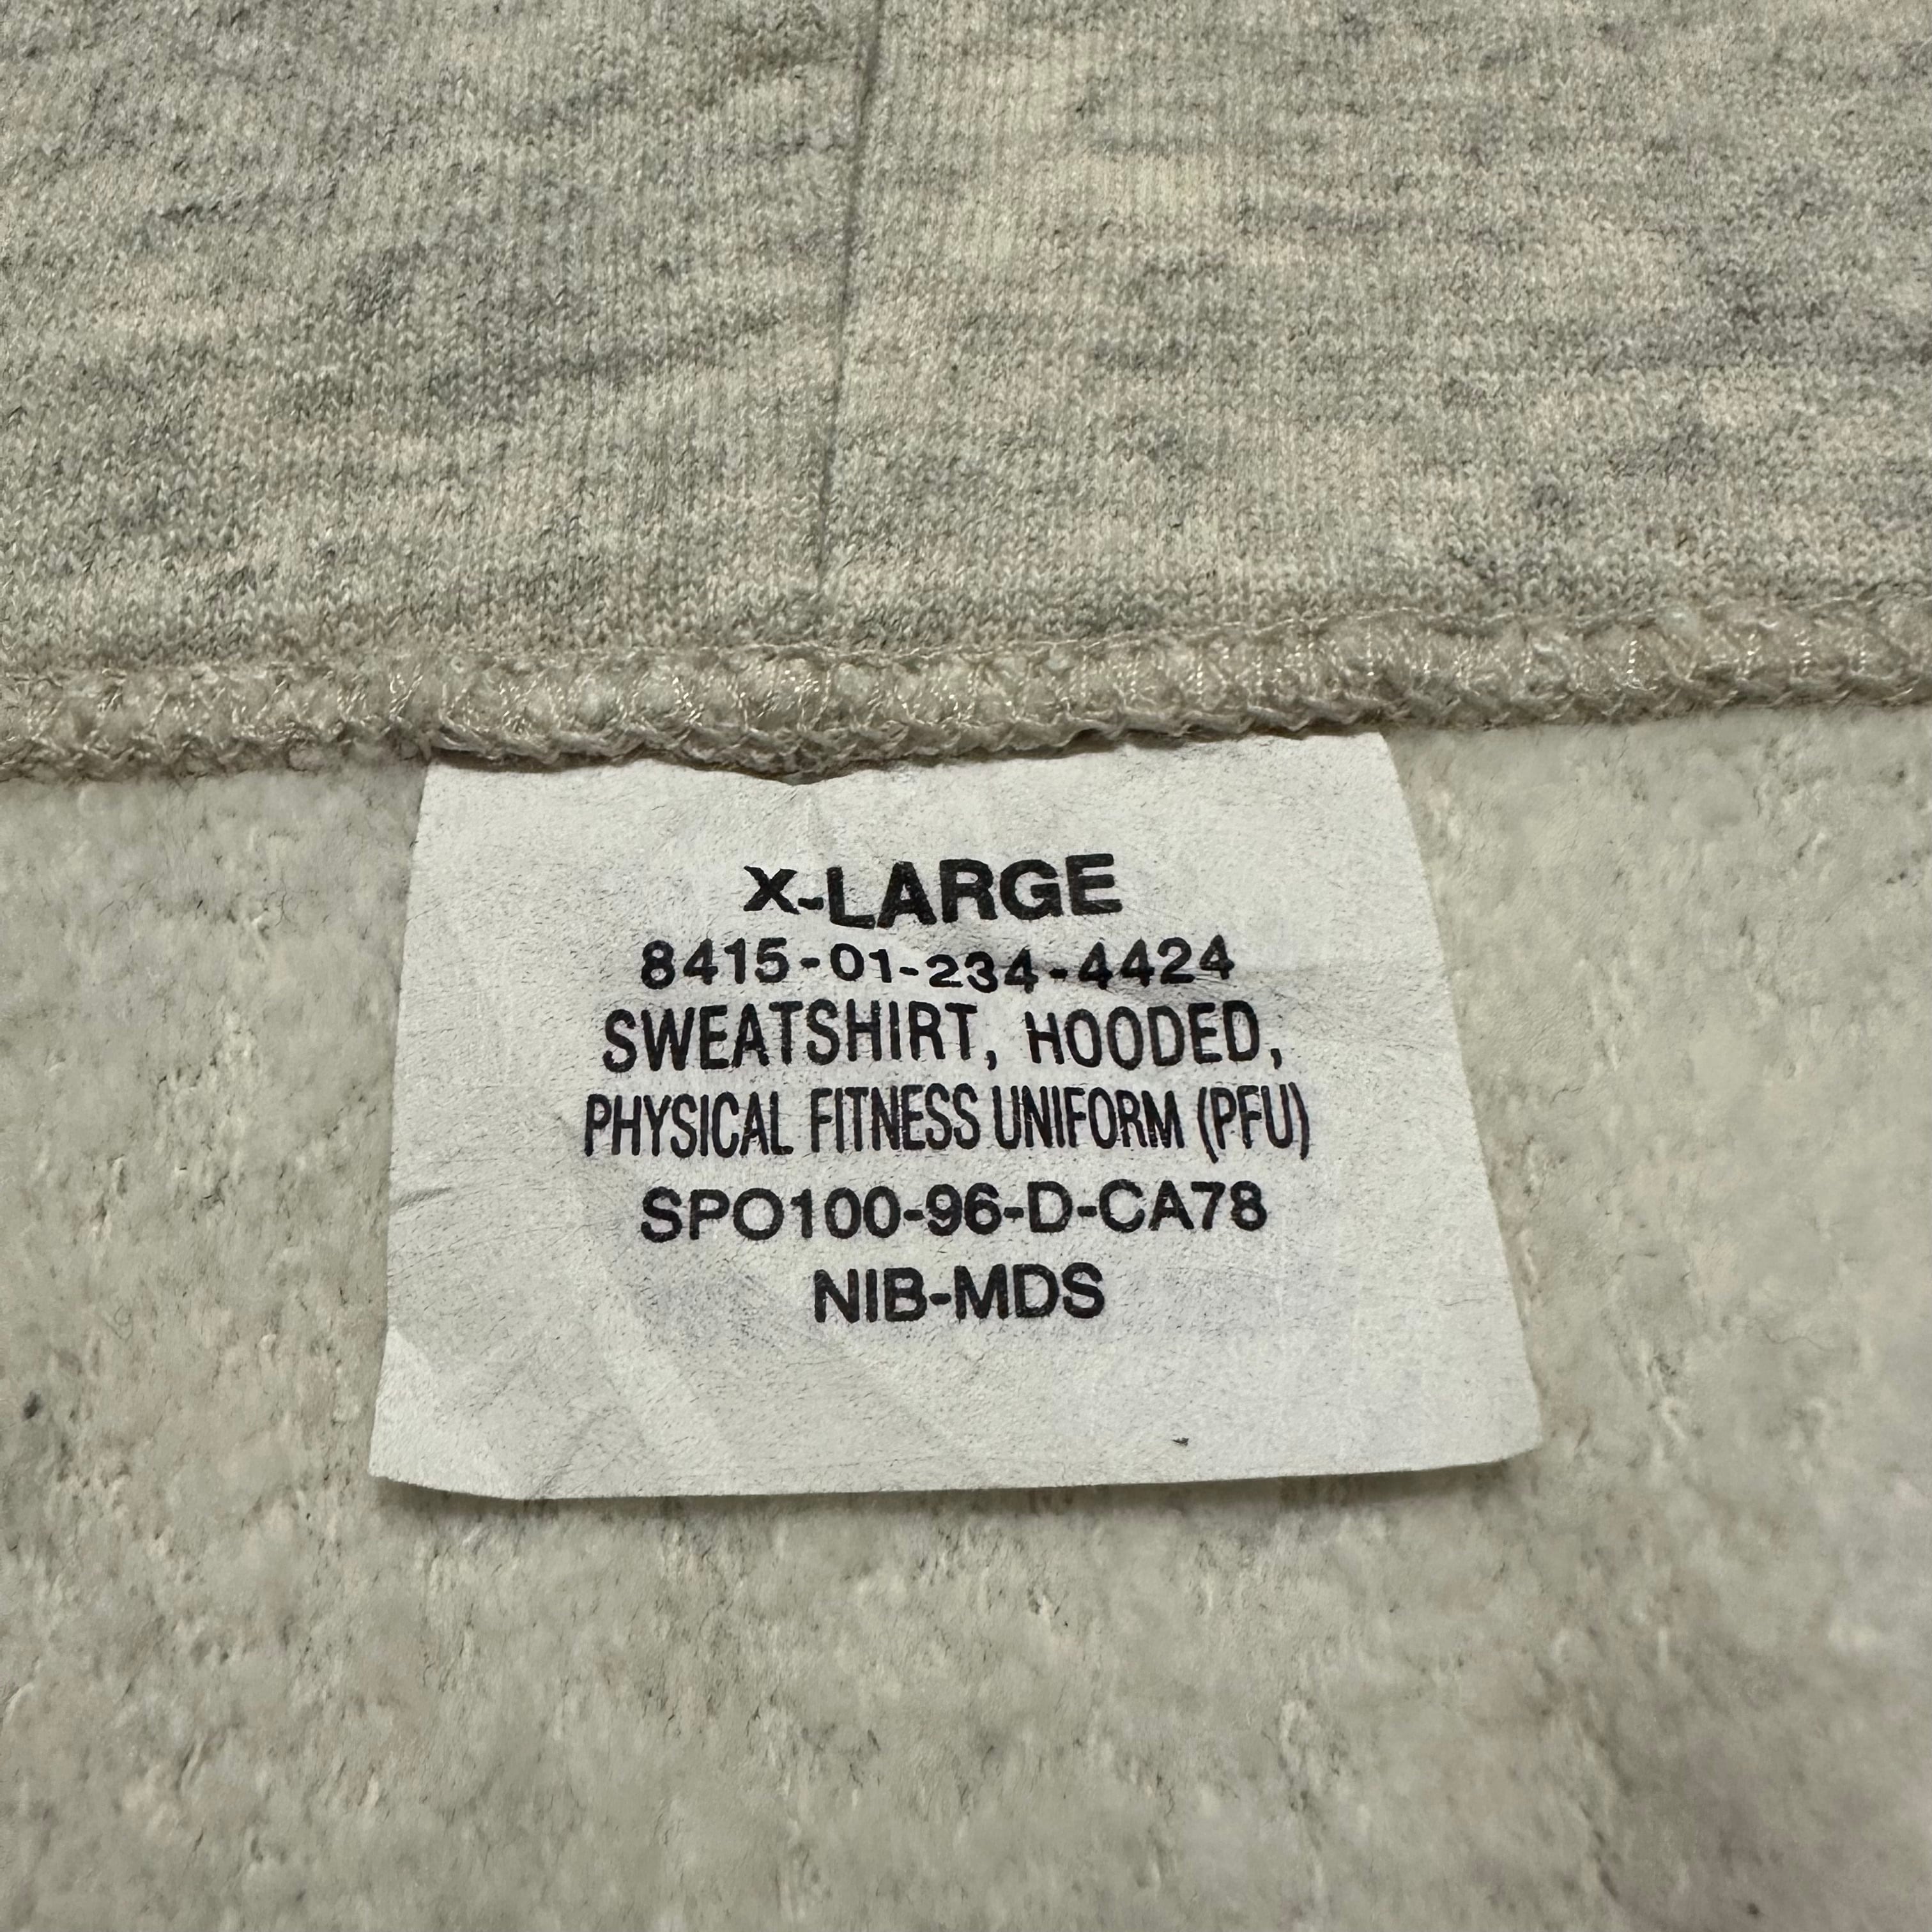 X-LARGE
8415-01-234-4424
SWEATSHIRT, HOODED,
PHYSICAL FITNESS UNIFORM (PFU)
SPO100-96-D-CA78
NIB-MDS